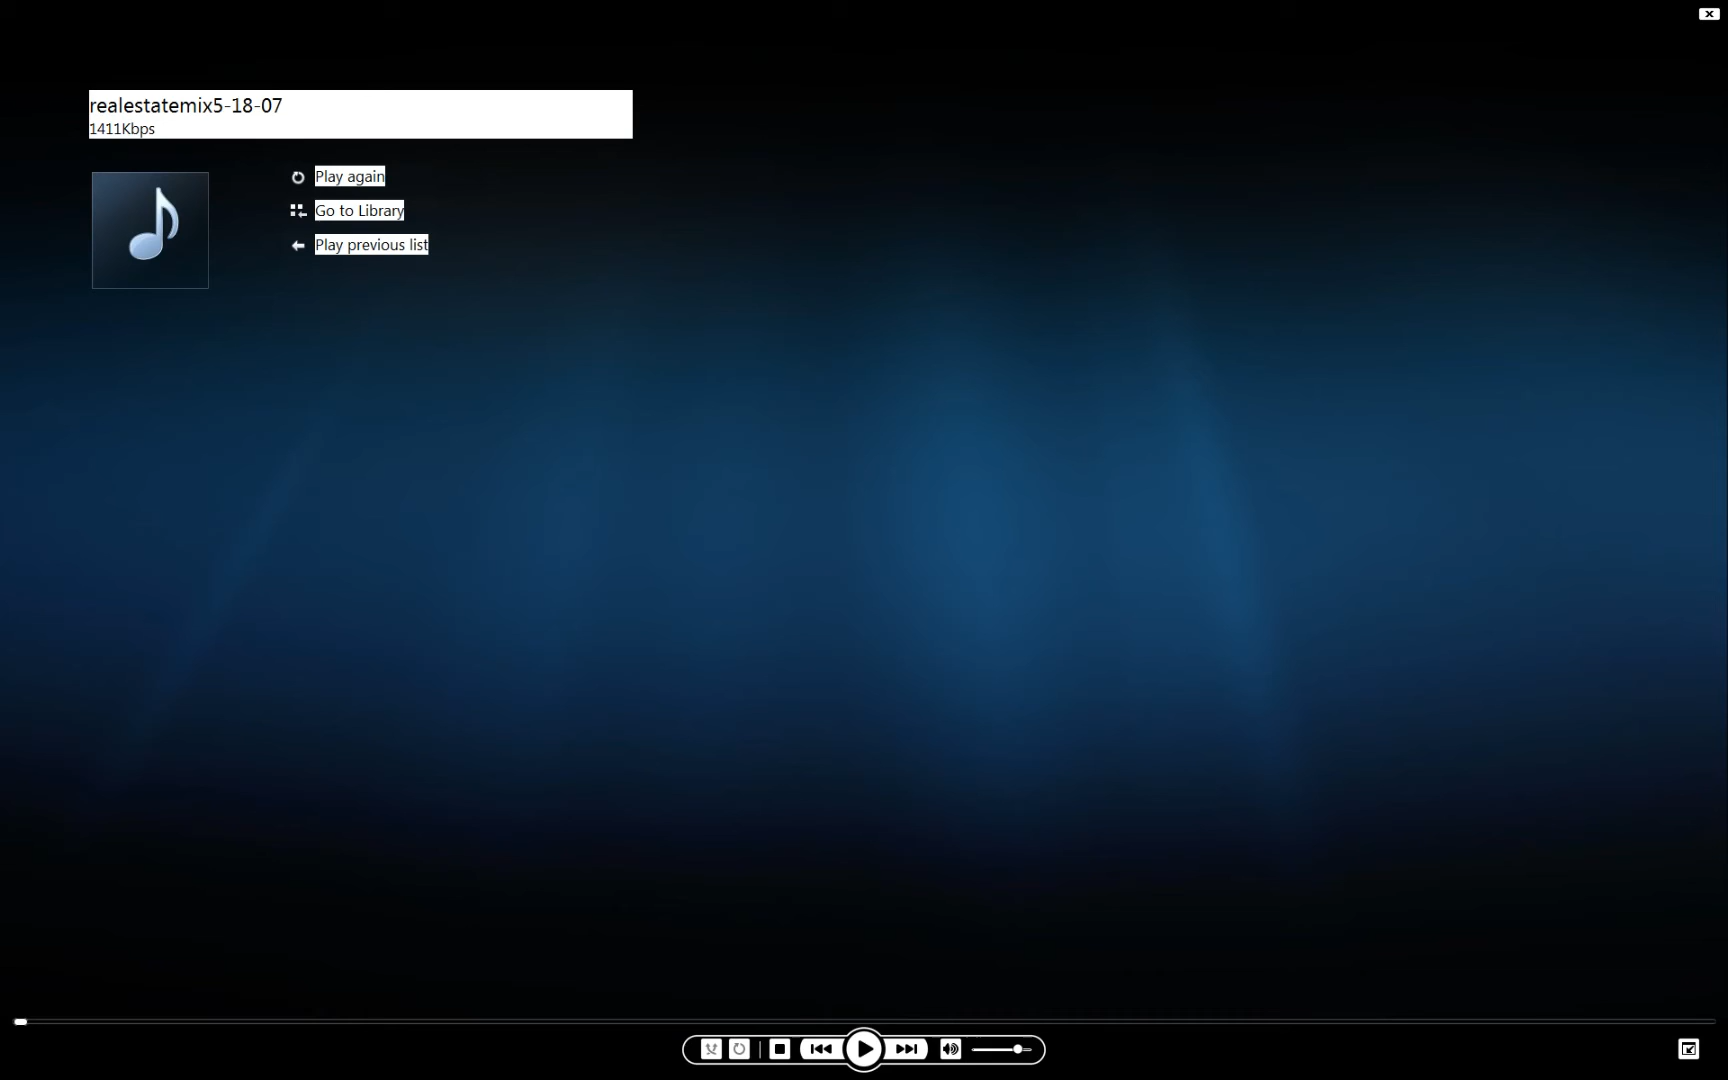 realestatemix5-18-07
1411Kbps
Play again
Go to Library
Play previous list